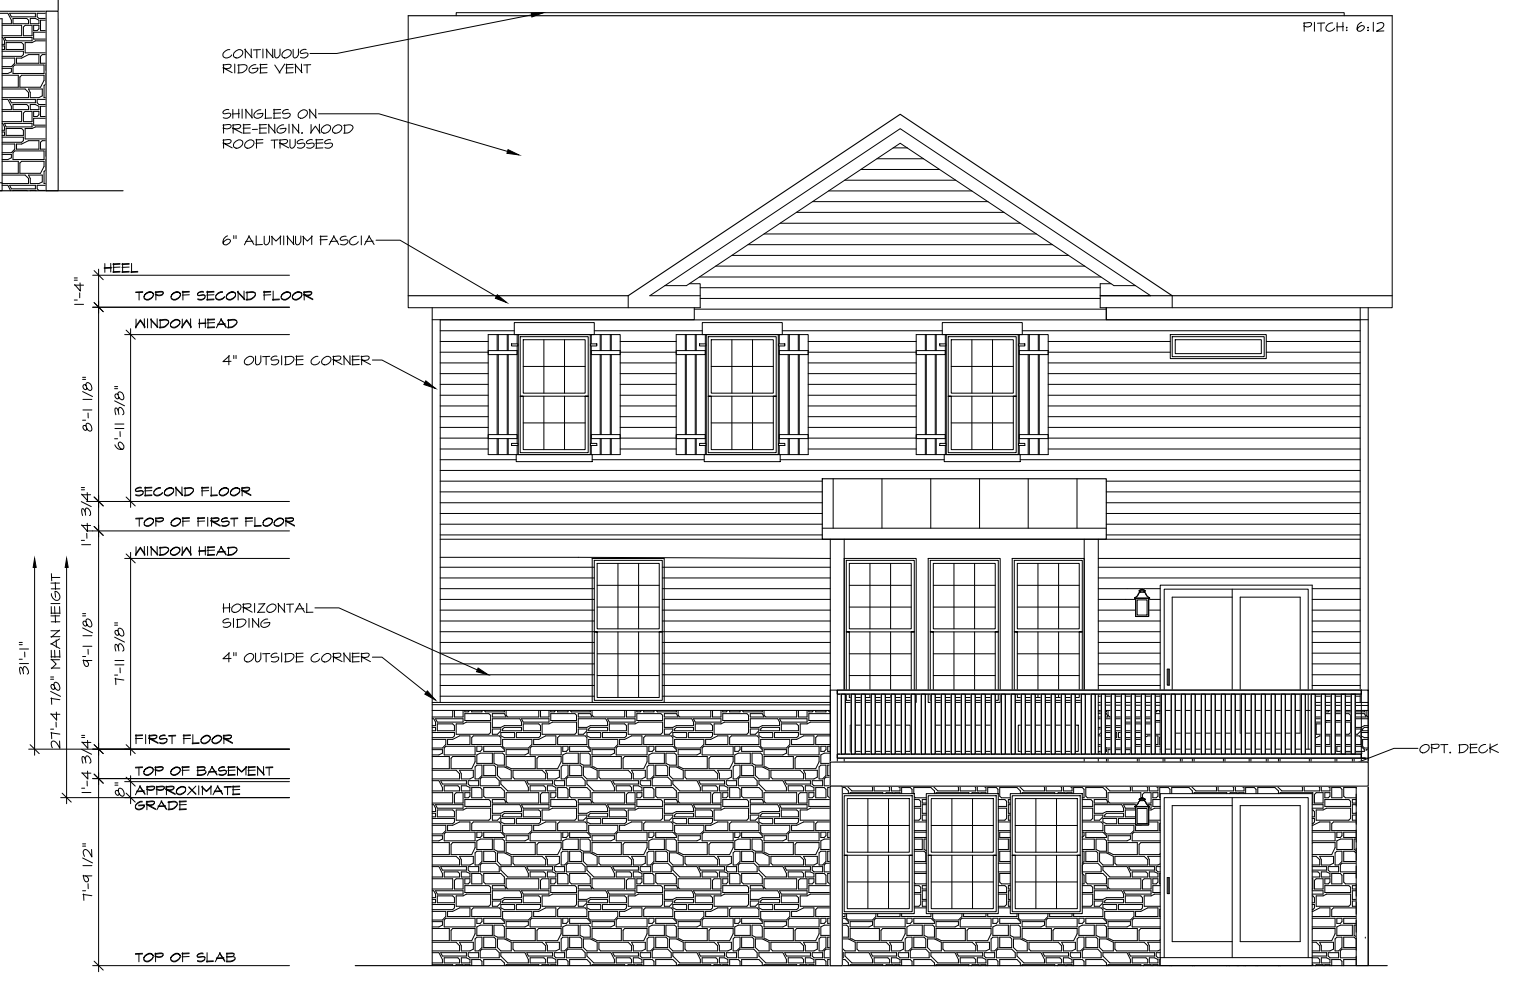 PITCH: 6:12
CONTINUOUS
RIDGE VENT
SHINGLES ON
PRE-ENGIN. WOOD
ROOF TRUSSES
6" ALUMINUM FASCIA
HEEL
1'-4"
TOP OF SECOND FLOOR
WINDOW HEAD
4" OUTSIDE CORNER
8'-1 1/8"
6'-11 3/8"
SECOND FLOOR
1'-4 3/4"
TOP OF FIRST FLOOR
WINDOW HEAD
HORIZONTAL
SIDING
4" OUTSIDE CORNER
31'-1"
27'-4 7/8" MEAN HEIGHT
9'-1 1/8"
7'-11 3/8"
FIRST FLOOR
1'-4 3/4"
TOP OF BASEMENT
8"
APPROXIMATE
GRADE
OPT. DECK
7'-9 1/2"
TOP OF SLAB